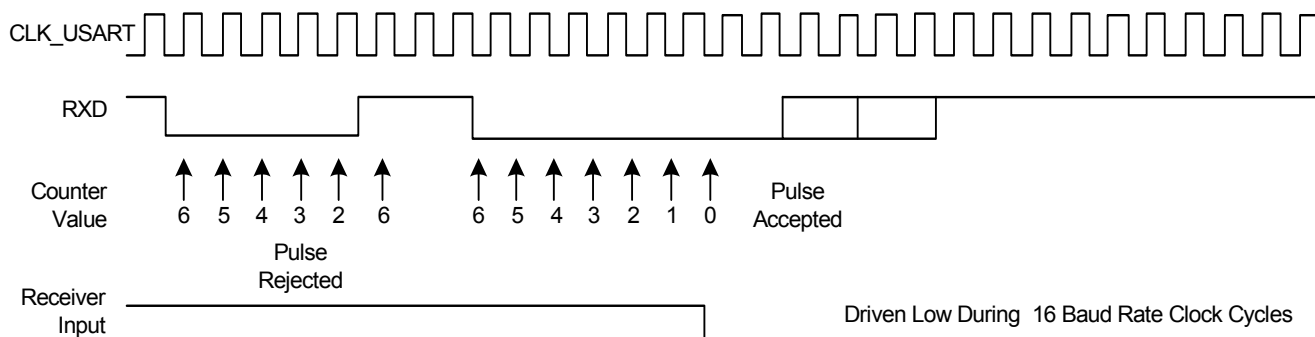 CLK_USART
RXD
Counter
Value
6 5 4 3 2 6 6 5 4 3 2 1 0
Pulse
Accepted
Pulse
Rejected
Receiver
Input
Driven Low During 16 Baud Rate Clock Cycles